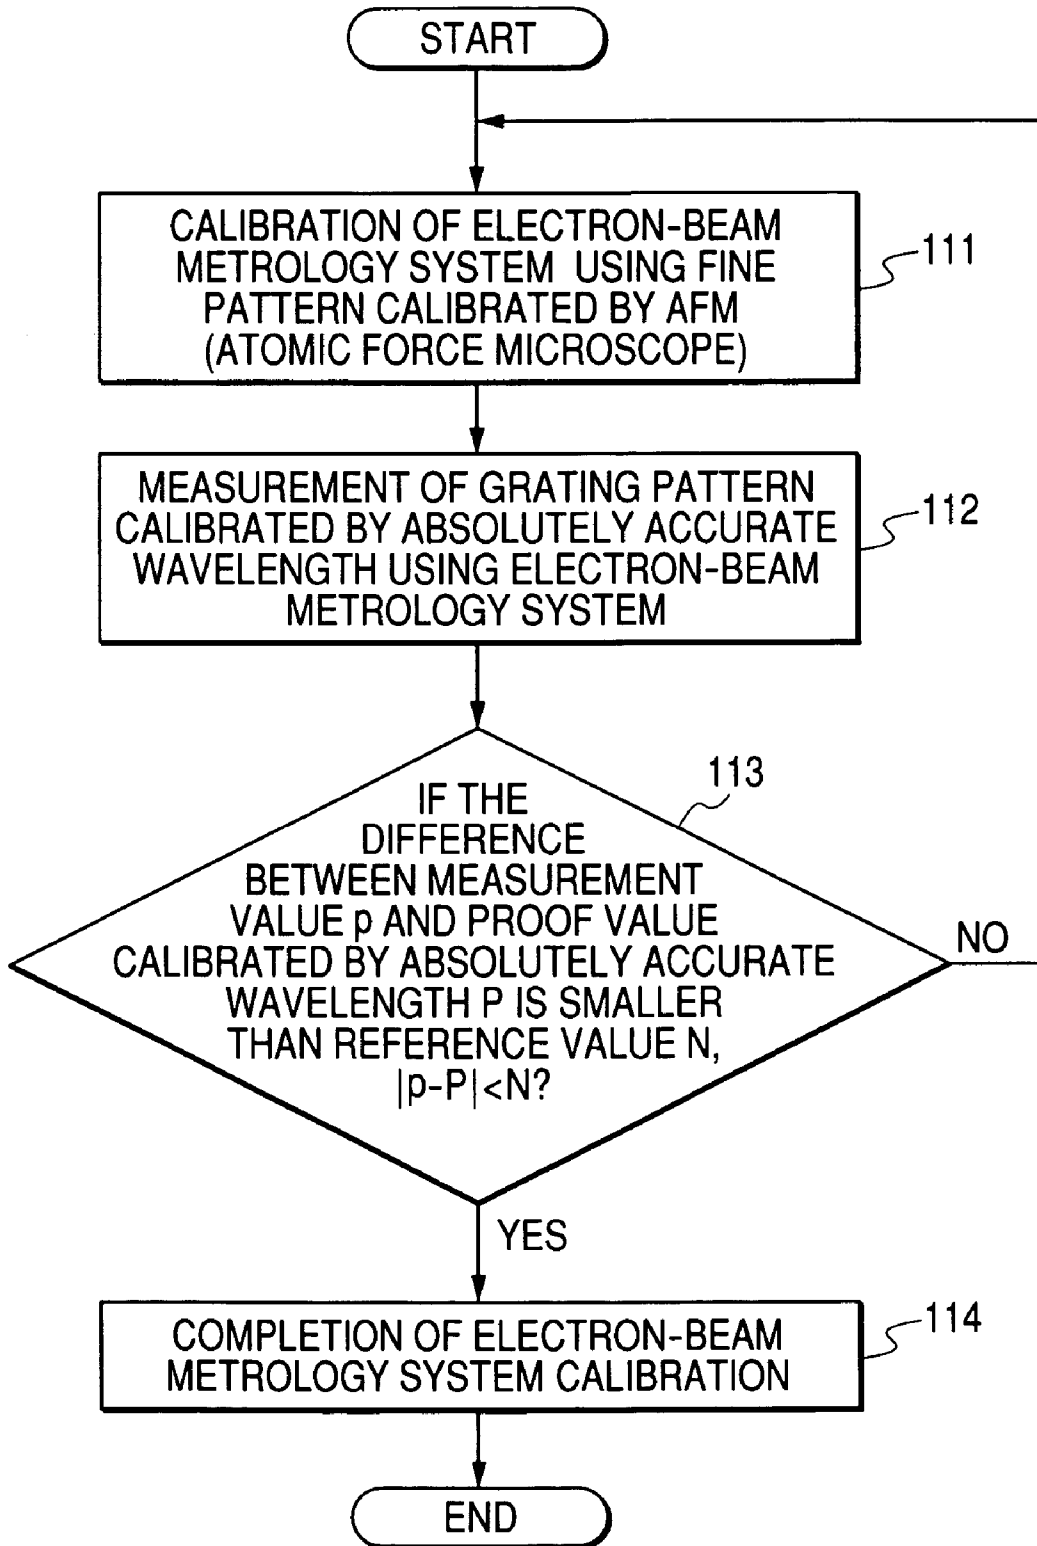 START
CALIBRATION OF ELECTRON-BEAM
METROLOGY SYSTEM USING FINE
PATTERN CALIBRATED BY AFM
(ATOMIC FORCE MICROSCOPE)
111
MEASUREMENT OF GRATING PATTERN
CALIBRATED BY ABSOLUTELY ACCURATE
WAVELENGTH USING ELECTRON-BEAM
METROLOGY SYSTEM
112
113
IF THE
DIFFERENCE
BETWEEN MEASUREMENT
VALUE p AND PROOF VALUE
CALIBRATED BY ABSOLUTELY ACCURATE
WAVELENGTH P IS SMALLER
THAN REFERENCE VALUE N,
|p-P|<N?
NO
YES
COMPLETION OF ELECTRON-BEAM
METROLOGY SYSTEM CALIBRATION
114
END